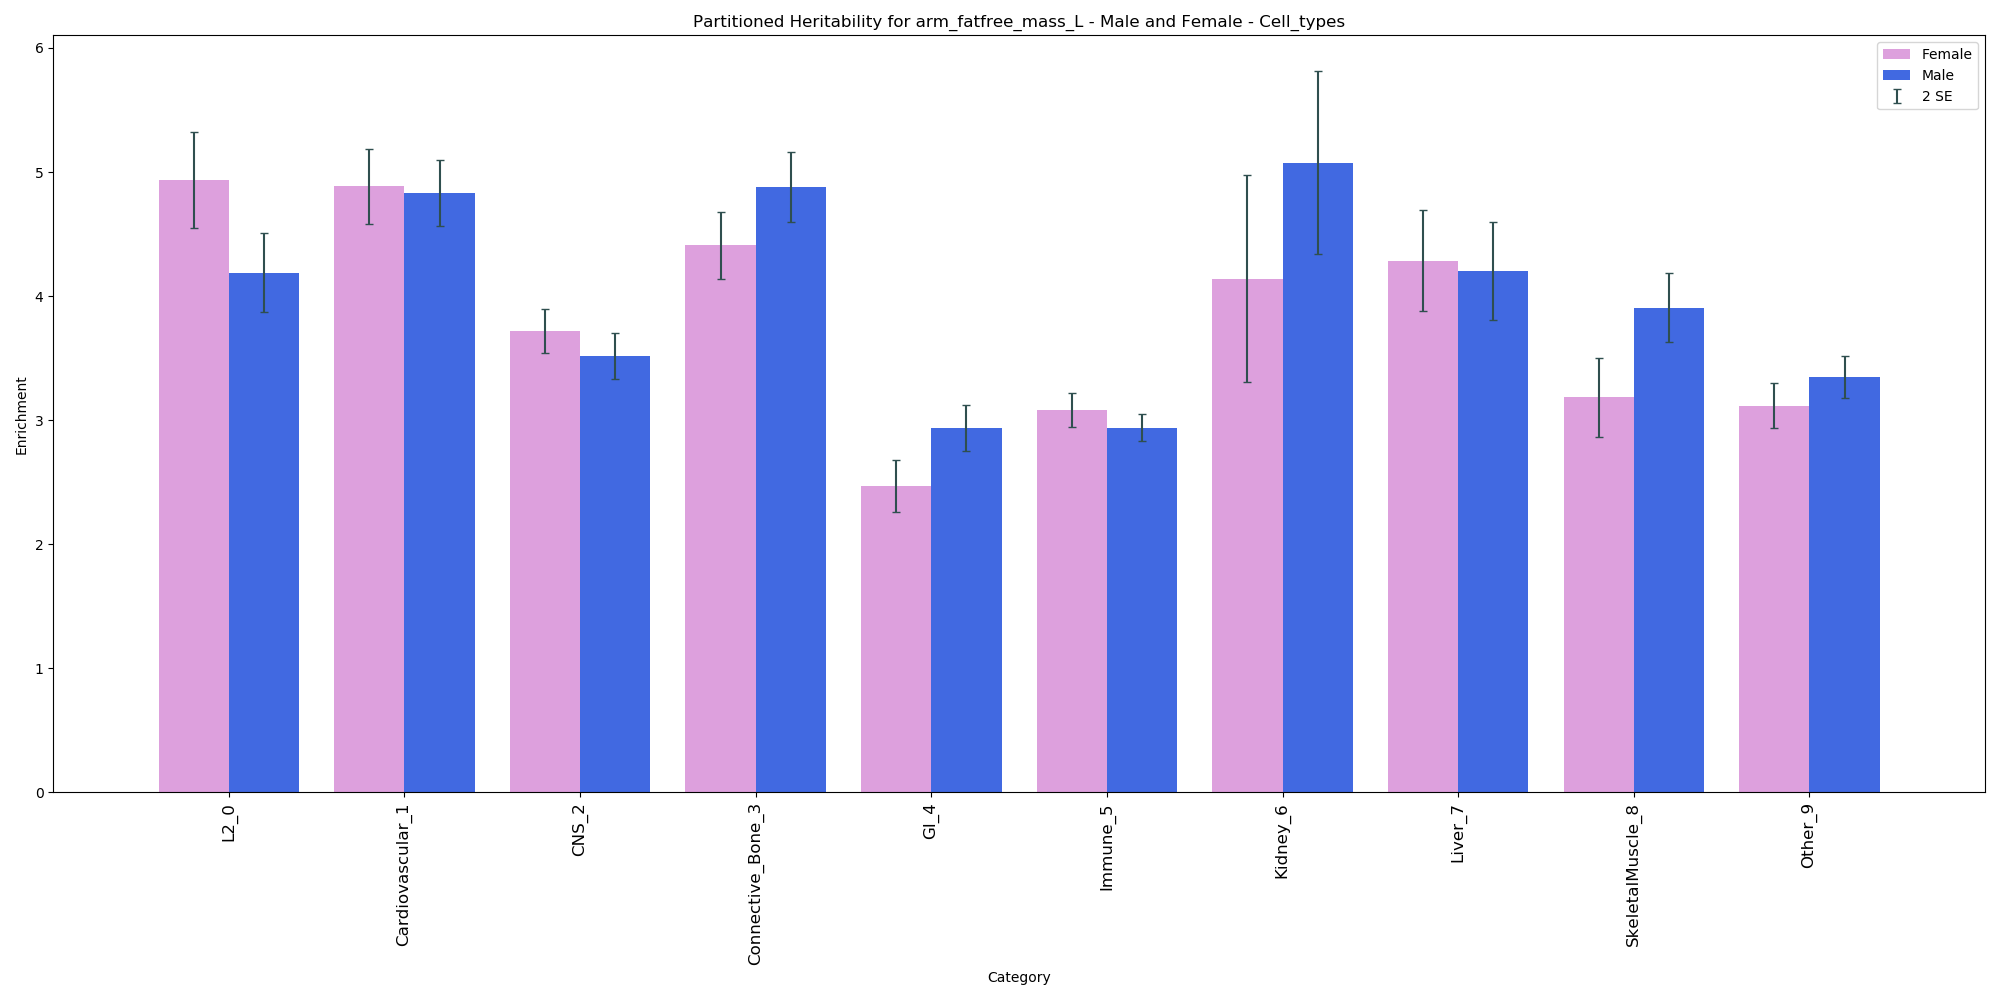 Partitioned Heritability for arm_fatfree_mass_L - Male and Female - Cell_types
Female
Male
2 SE
Enrichment
6
5
4
3
2
1
0
L2_0
Cardiovascular_1
CNS_2
Connective_Bone_3
GI_4
Immune_5
Kidney_6
Liver_7
SkeletalMuscle_8
Other_9
Category